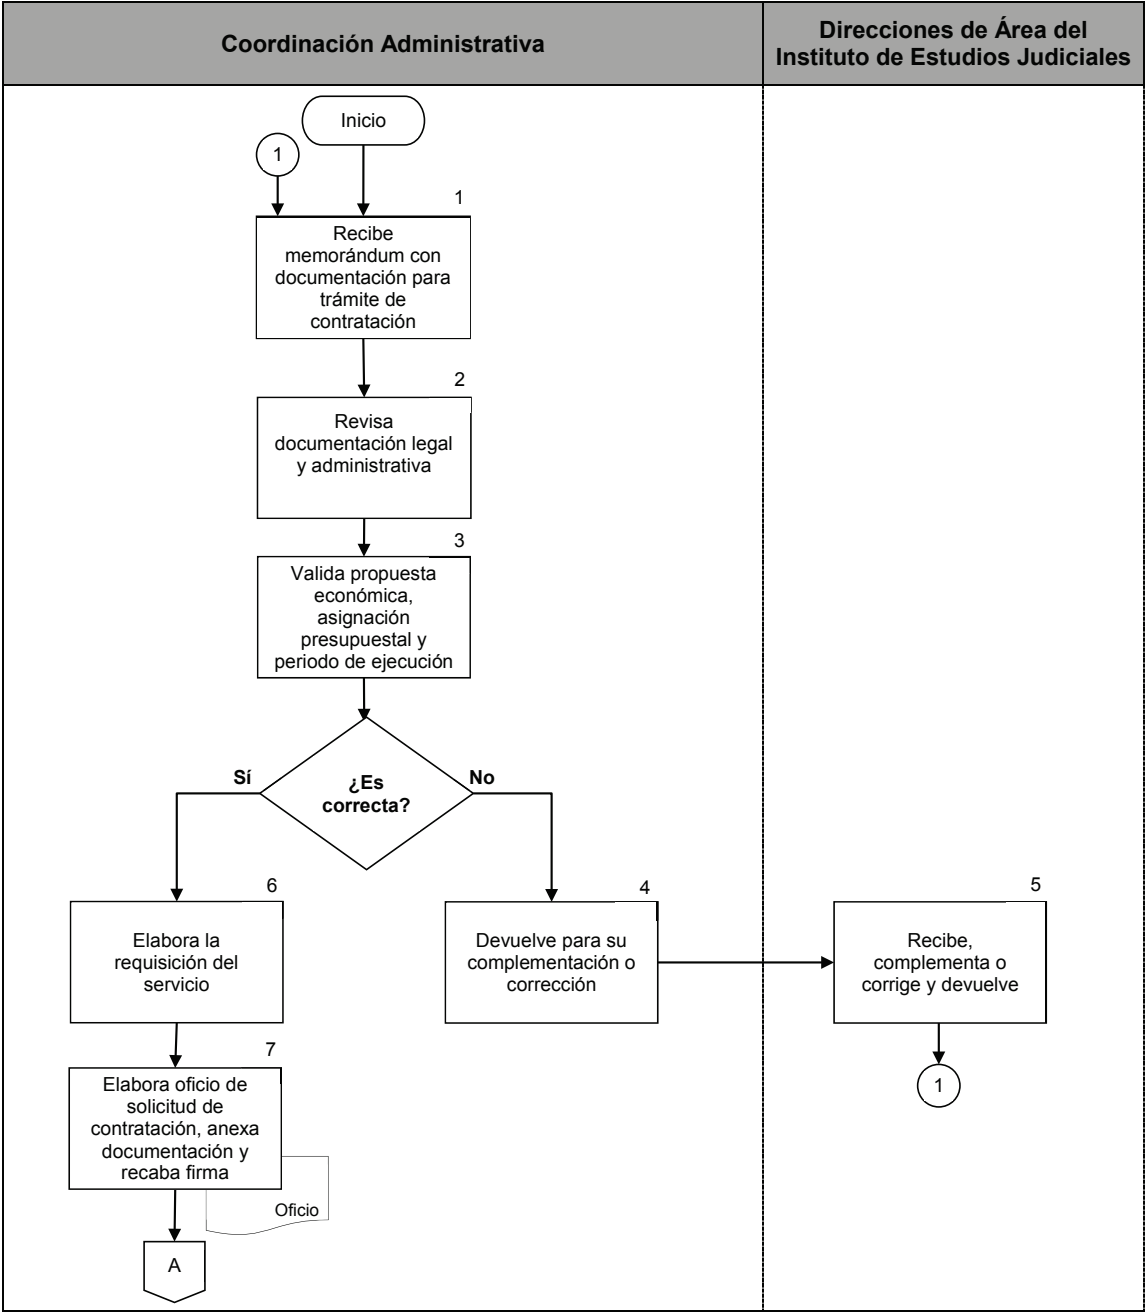 Coordinación Administrativa
Direcciones de Área del
Instituto de Estudios Judiciales
Inicio
1
1
Recibe
memorándum con
documentación para
trámite de
contratación
2
Revisa
documentación legal
y administrativa
3
Valida propuesta
económica,
asignación
presupuestal y
periodo de ejecución
¿Es
correcta?
Sí
No
6
Elabora la
requisición del
servicio
4
Devuelve para su
complementación o
corrección
5
Recibe,
complementa o
corrige y devuelve
1
7
Elabora oficio de
solicitud de
contratación, anexa
documentación y
recaba firma
Oficio
A